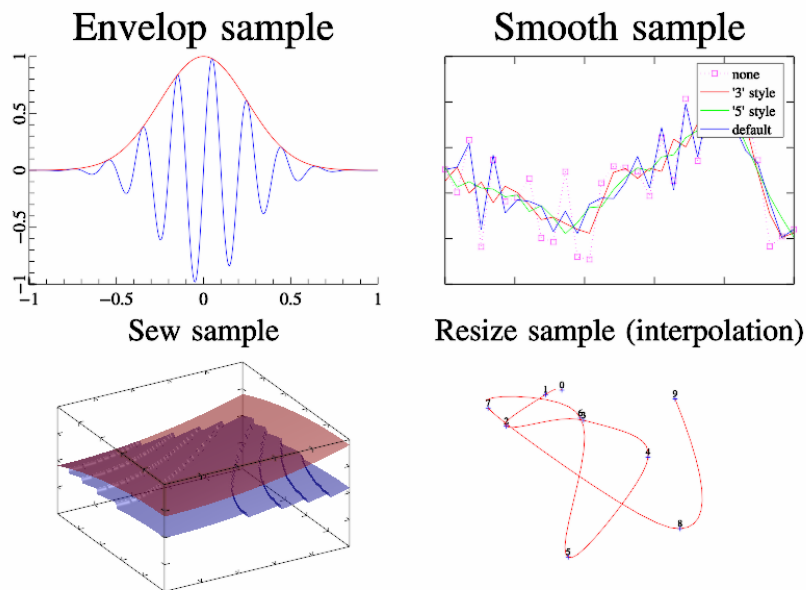 Envelop sample
1
0.5
0
−0.5
−1
−1
−0.5
0
0.5
1
Smooth sample
none
'3' style
'5' style
default
Sew sample
Resize sample (interpolation)
0
1
9
7
2
4
8
5